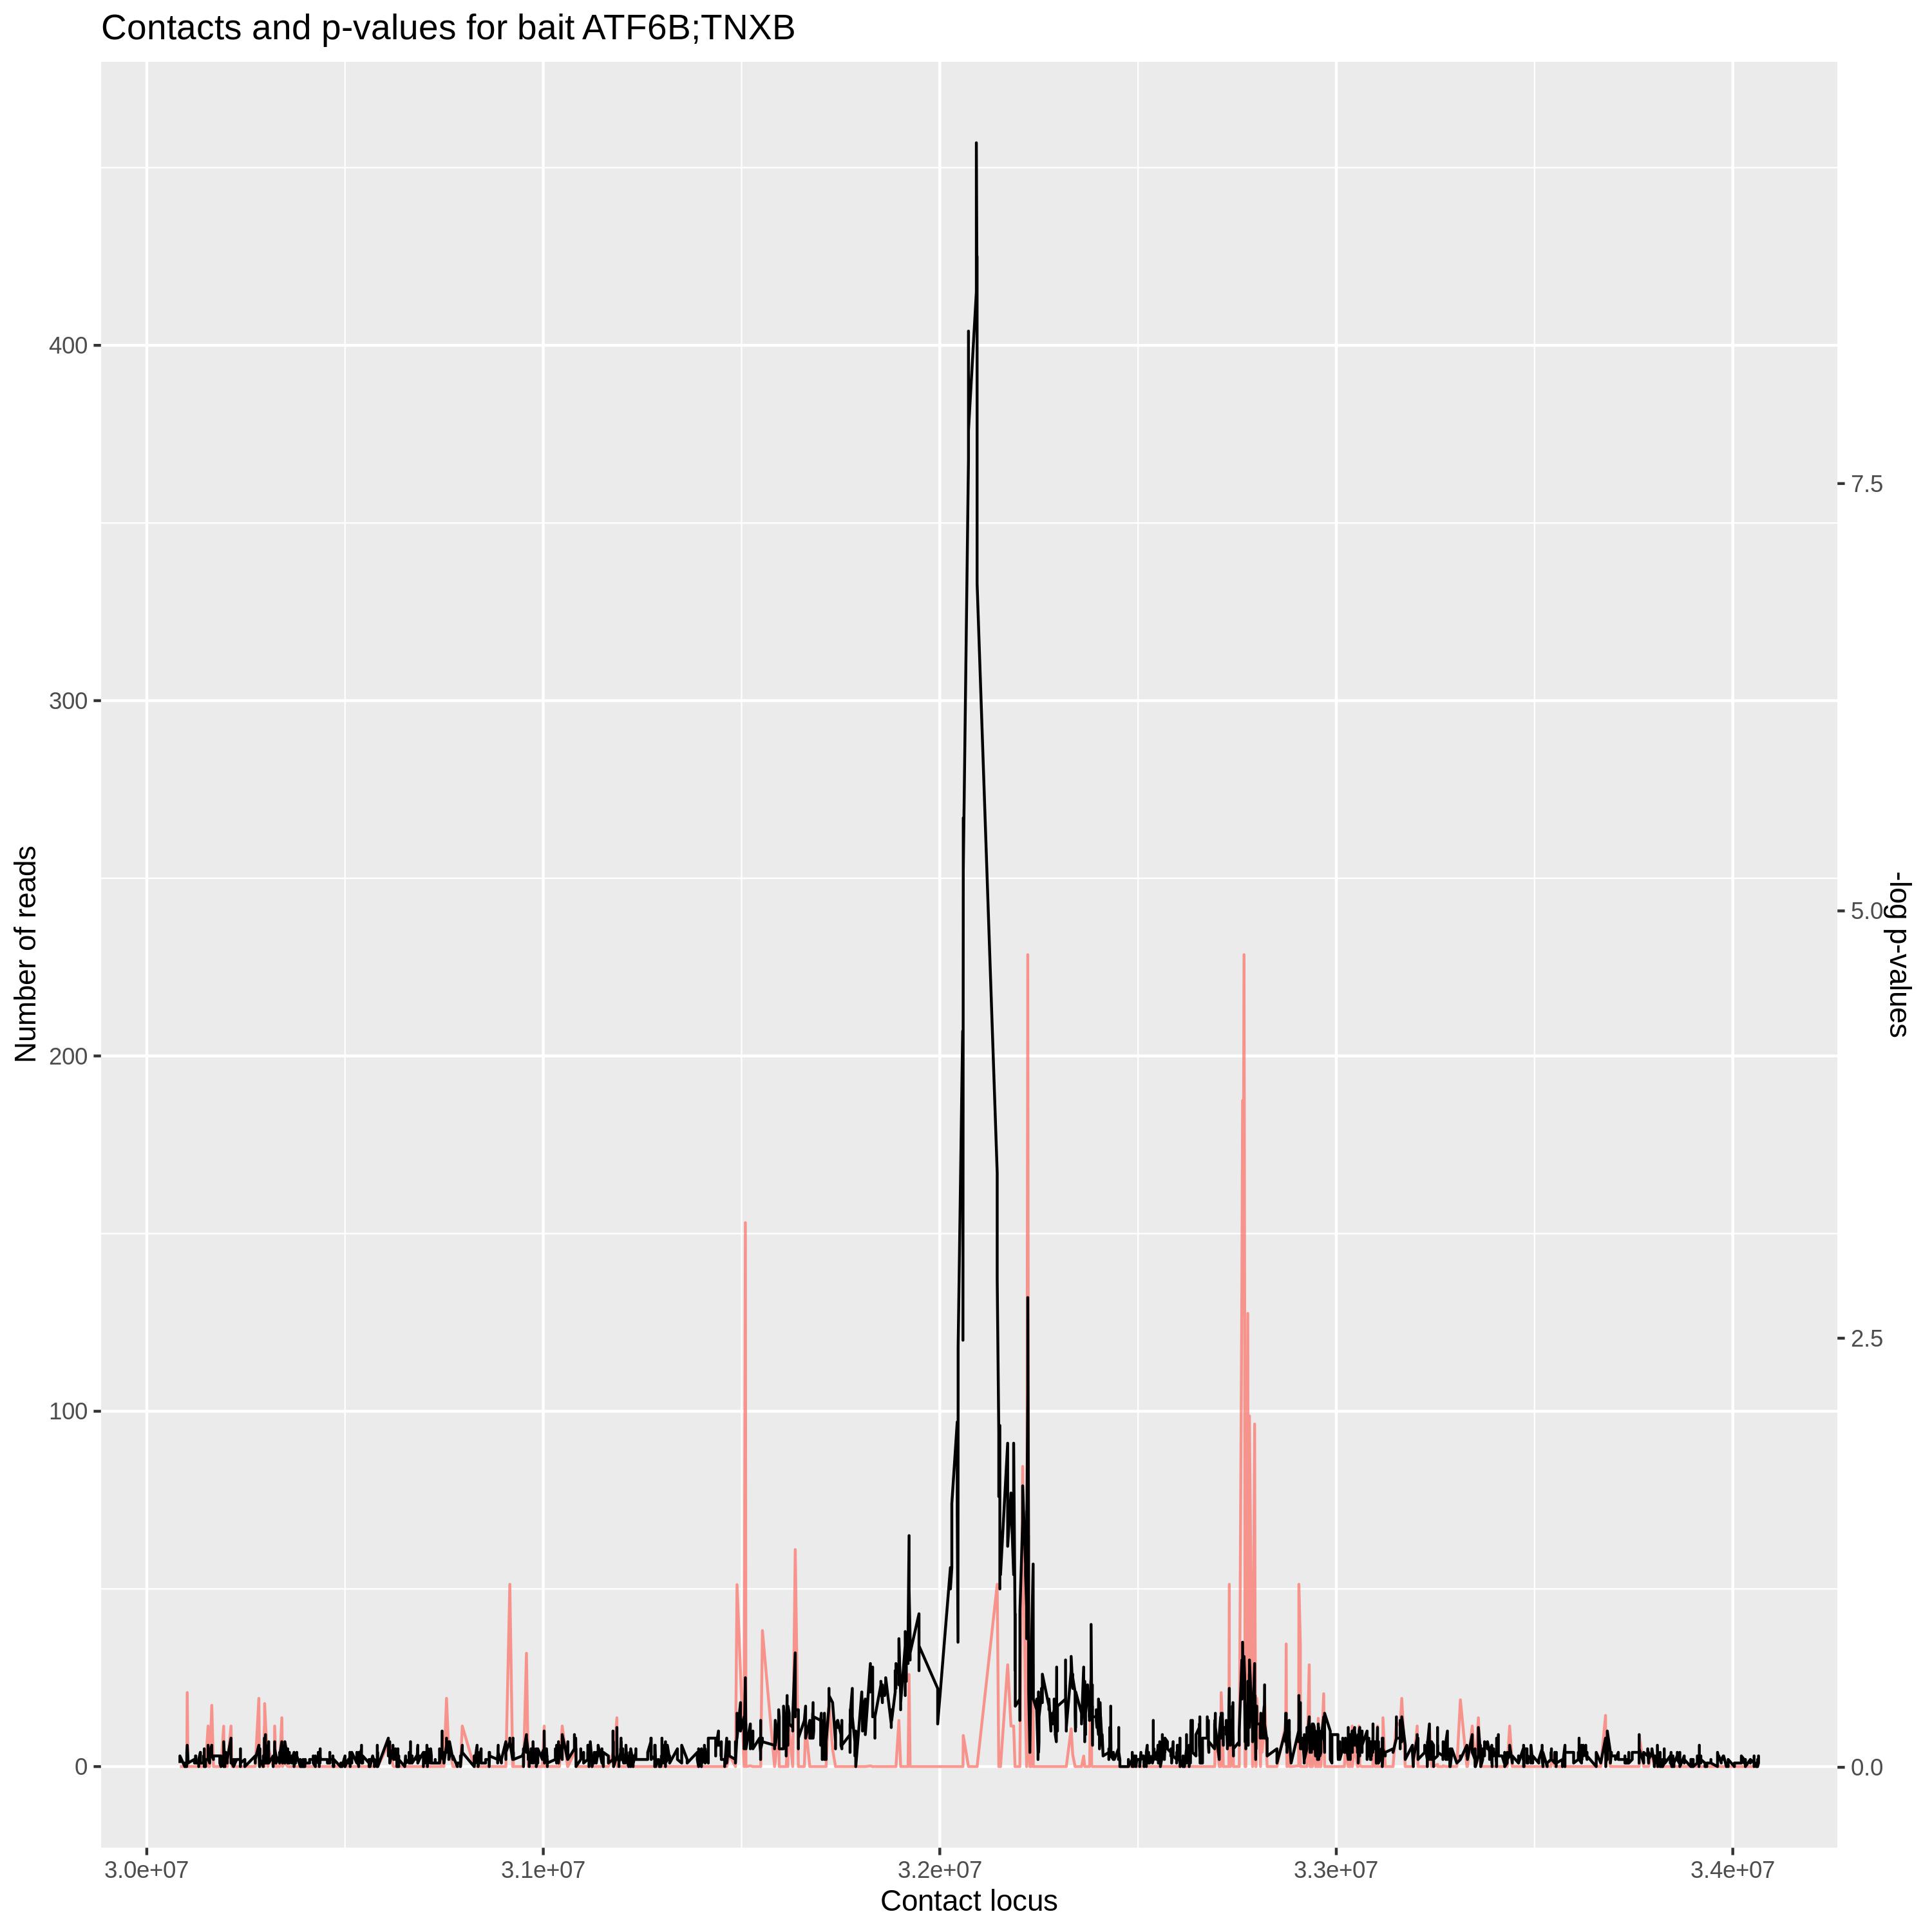 Contacts and p-values for bait ATF6B;TNXB
Number of reads
400
300
200
100
0
7.5
5.0
2.5
0.0
-log p-values
3.0e+07
3.1e+07
3.2e+07
3.3e+07
3.4e+07
Contact locus